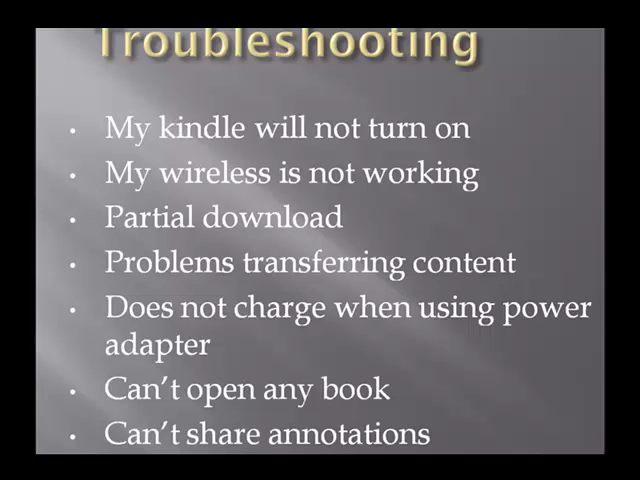 Troubleshooting
• My kindle will not turn on
• My wireless is not working
• Partial download
• Problems transferring content
• Does not charge when using power
adapter
• Can't open any book
• Can't share annotations